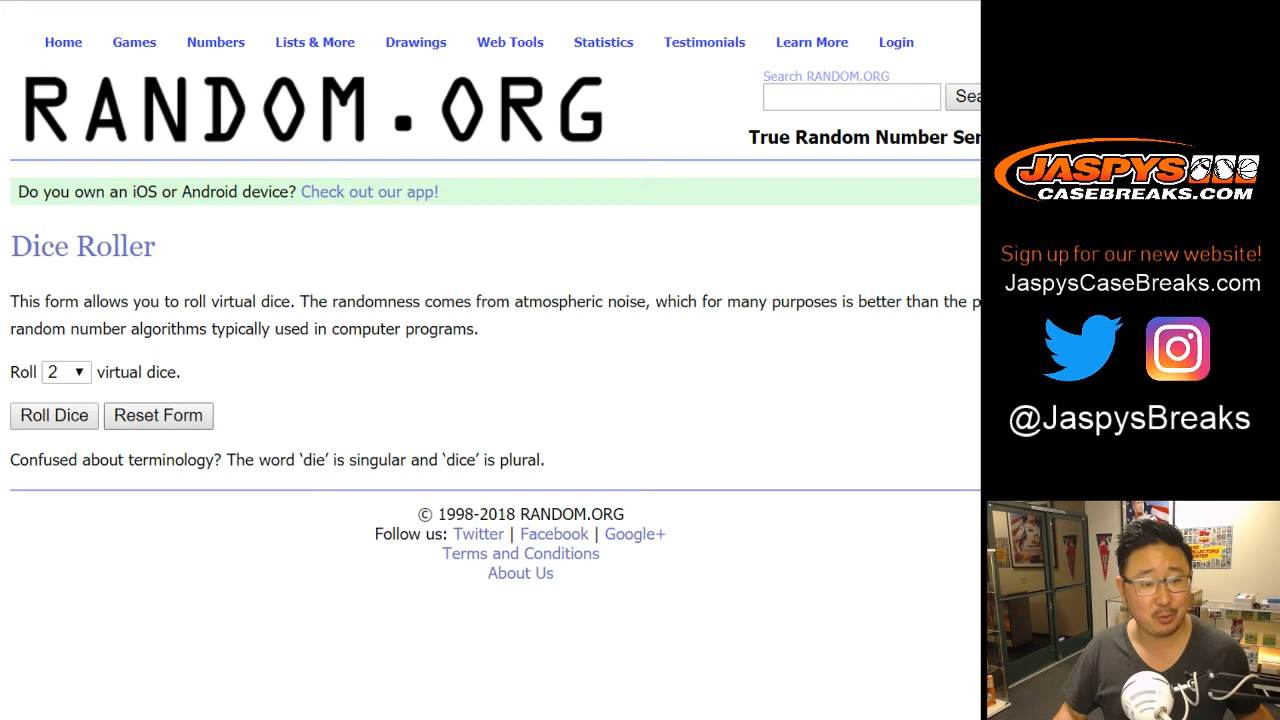 Home Games Numbers Lists & More Drawings Web Tools Statistics Testimonials Learn More Login
RANDOM.ORG
Search RANDOM.ORG
Sea
True Random Number Ser
Do you own an iOS or Android device? Check out our app!
Dice Roller
This form allows you to roll virtual dice. The randomness comes from atmospheric noise, which for many purposes is better than the p
random number algorithms typically used in computer programs.
Roll 2 virtual dice.
Roll Dice Reset Form
Confused about terminology? The word ‘die’ is singular and ‘dice’ is plural.
© 1998-2018 RANDOM.ORG
Follow us: Twitter | Facebook | Google+
Terms and Conditions
About Us
JASPYS
CASEBREAKS.COM
Sign up for our new website!
JaspysCaseBreaks.com
@JaspysBreaks